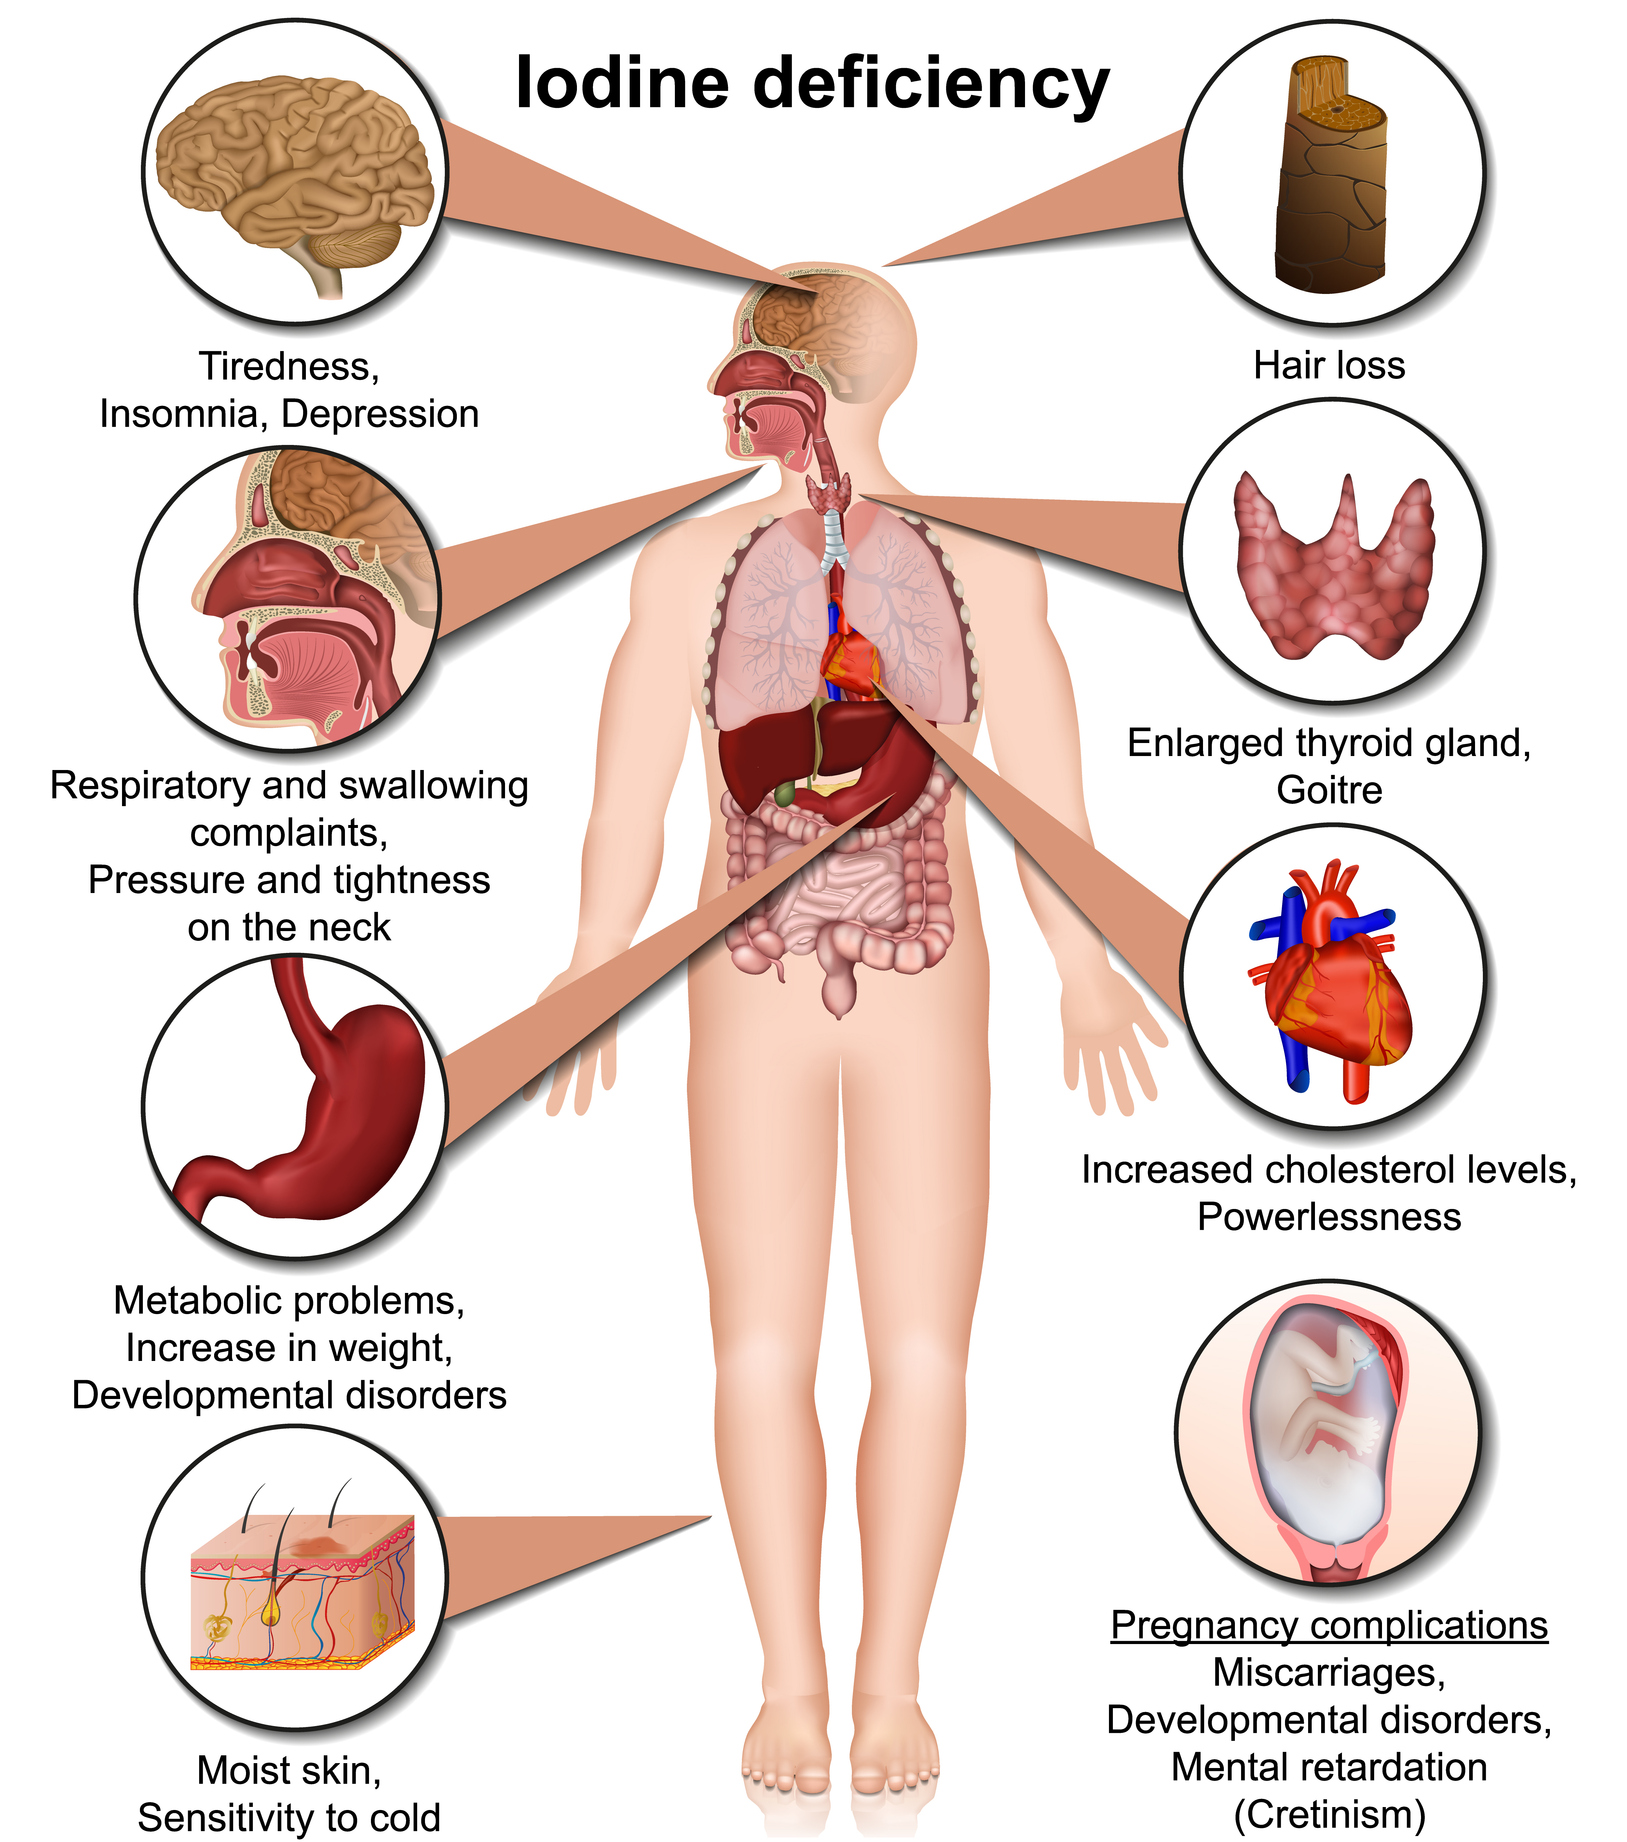 Iodine deficiency
Tiredness,
Insomnia, Depression
Hair loss
Respiratory and swallowing
complaints,
Pressure and tightness
on the neck
Enlarged thyroid gland,
Goitre
Metabolic problems,
Increase in weight,
Developmental disorders
Increased cholesterol levels,
Powerlessness
Moist skin,
Sensitivity to cold
Pregnancy complications
Miscarriages,
Developmental disorders,
Mental retardation
(Cretinism)